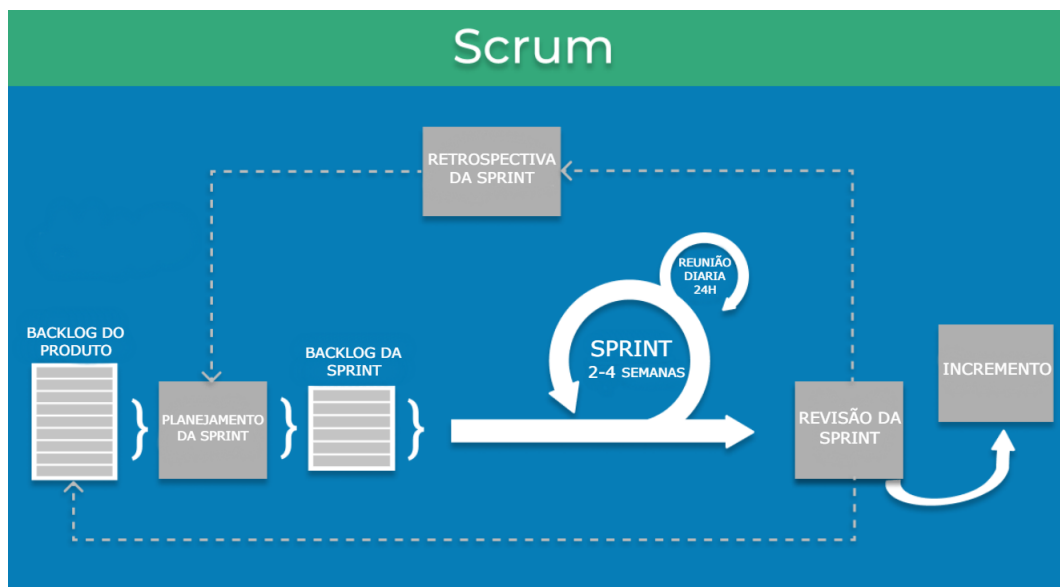 Scrum
RETROSPECTIVA
DA SPRINT
REUNIÃO
DIARIA
24H
BACKLOG DO
PRODUTO
BACKLOG DA
SPRINT
SPRINT
2-4 SEMANAS
INCREMENTO
PLANEJAMENTO
DA SPRINT
REVISÃO DA
SPRINT